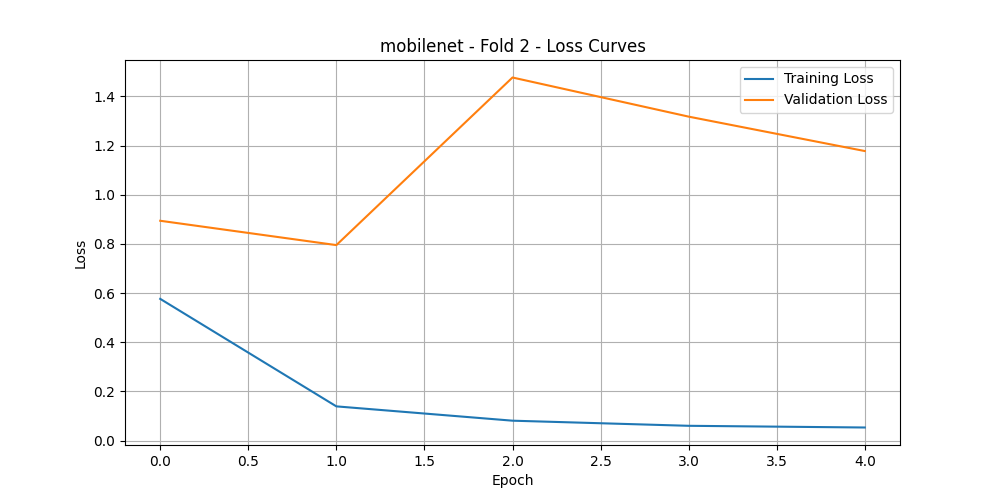 mobilenet - Fold 2 - Loss Curves
Training Loss
Validation Loss
Loss
1.4
1.2
1.0
0.8
0.6
0.4
0.2
0.0
0.0 0.5 1.0 1.5 2.0 2.5 3.0 3.5 4.0
Epoch